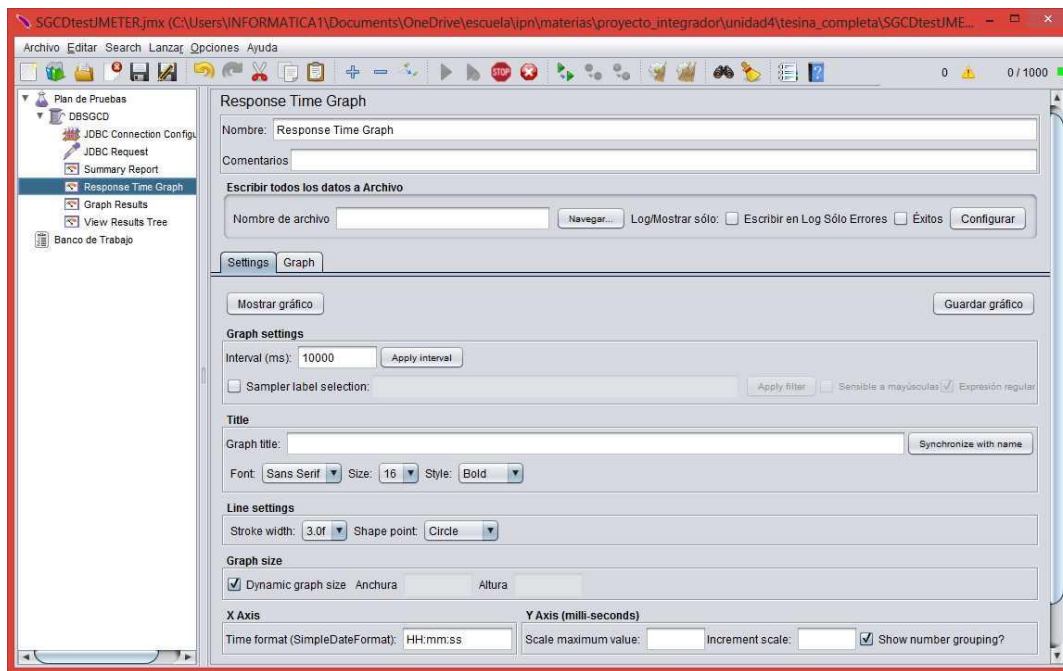 SGCDtestJMETER.jmx (C:\Users\INFORMATICA1\Documents\OneDrive\escuela\ipn\materias\proyecto_integrador\unidad4\tesina_completa\SGCDtestJME...
Archivo Editar Search Lanzar Opciones Ayuda
STOP 0 0 / 1000
Plan de Pruebas
DBSGCD
JDBC Connection Configu
JDBC Request
Summary Report
Response Time Graph
Graph Results
View Results Tree
Banco de Trabajo
Response Time Graph
Nombre: Response Time Graph
Comentarios
Escribir todos los datos a Archivo
Nombre de archivo Navegar... Log/Mostrar sólo: Escribir en Log Sólo Errores Éxitos Configurar
Settings Graph
Mostrar gráfico Guardar gráfico
Graph settings
Interval (ms): 10000 Apply interval
Sampler label selection: Apply filter Sensible a mayúsculas Expresión regular
Title
Graph title: Synchronize with name
Font: Sans Serif Size: 16 Style: Bold
Line settings
Stroke width: 3.0f Shape point: Circle
Graph size
Dynamic graph size Anchura Altura
X Axis Y Axis (milli-seconds)
Time format (SimpleDateFormat): HH:mm:ss Scale maximum value: Increment scale: Show number grouping?